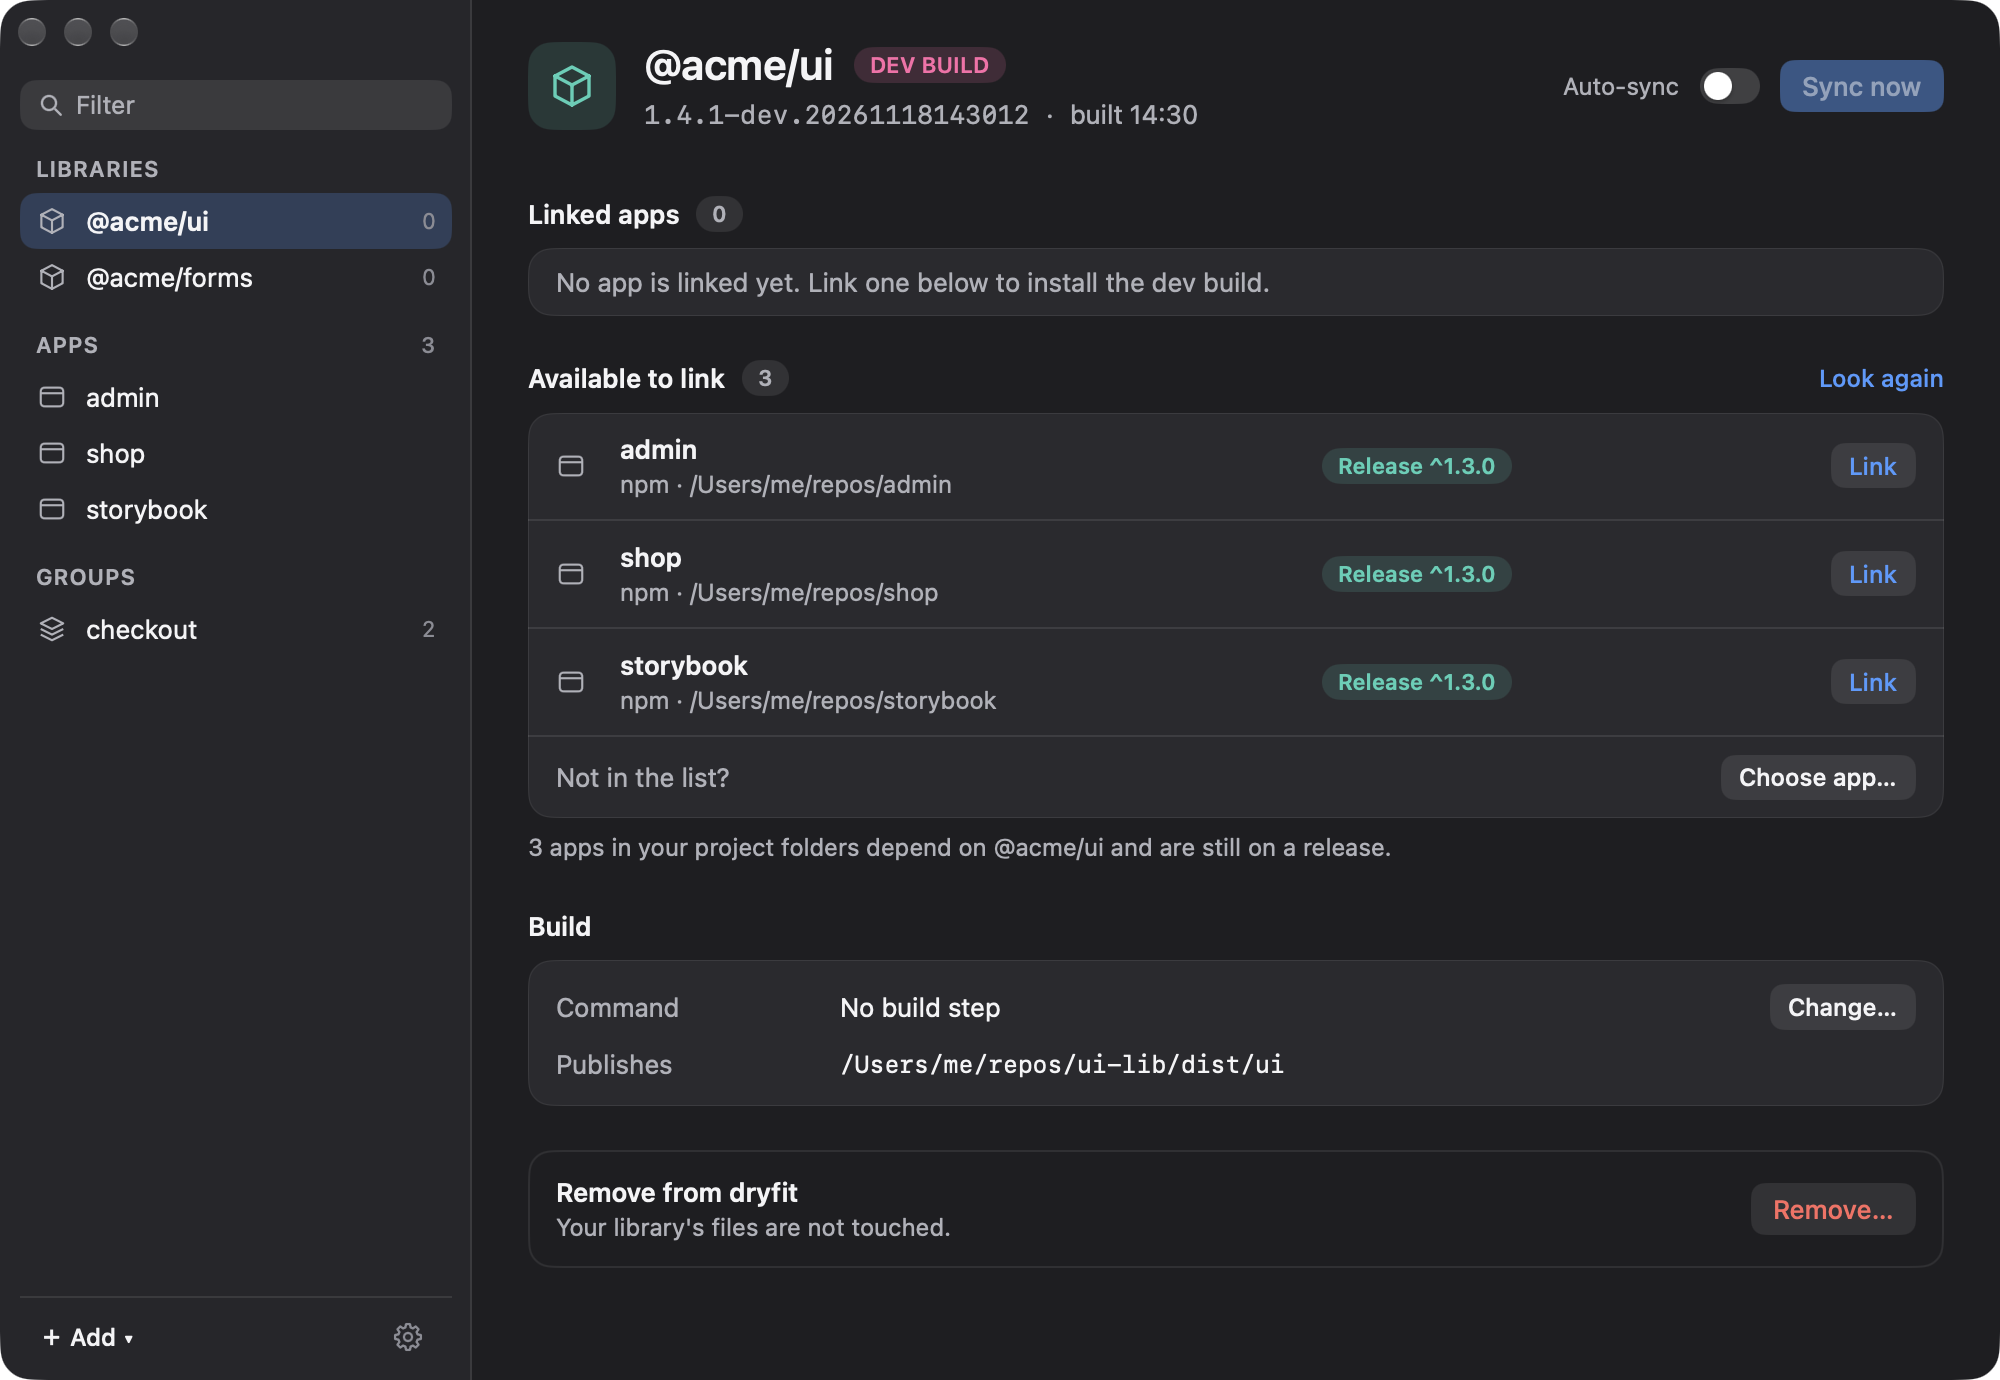 Filter
LIBRARIES
@acme/ui 0
@acme/forms 0
APPS 3
admin
shop
storybook
GROUPS
checkout 2
+ Add ▾
@acme/ui DEV BUILD
1.4.1-dev.20261118143012 · built 14:30
Auto-sync Sync now
Linked apps 0
No app is linked yet. Link one below to install the dev build.
Available to link 3 Look again
admin
npm · /Users/me/repos/admin
Release ^1.3.0 Link
shop
npm · /Users/me/repos/shop
Release ^1.3.0 Link
storybook
npm · /Users/me/repos/storybook
Release ^1.3.0 Link
Not in the list? Choose app...
3 apps in your project folders depend on @acme/ui and are still on a release.
Build
Command No build step Change...
Publishes /Users/me/repos/ui-lib/dist/ui
Remove from dryfit
Your library's files are not touched.
Remove...